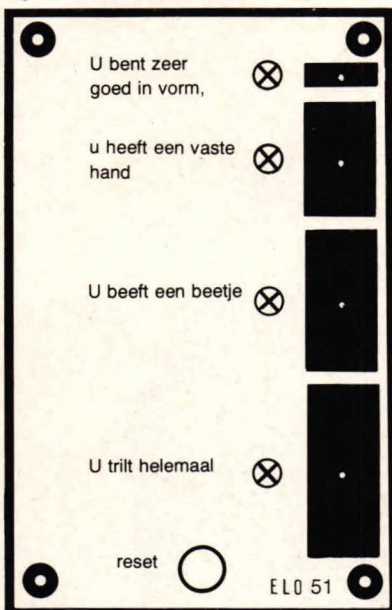 U bent zeer
goed in vorm,
u heeft een vaste
hand
U beeft een beetje
U trilt helemaal
reset
ELO 51